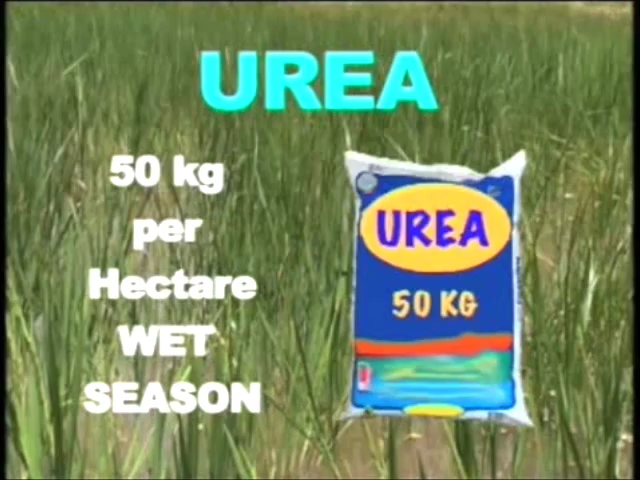 UREA
50 kg
per
Hectare
WET
SEASON
UREA
50 KG